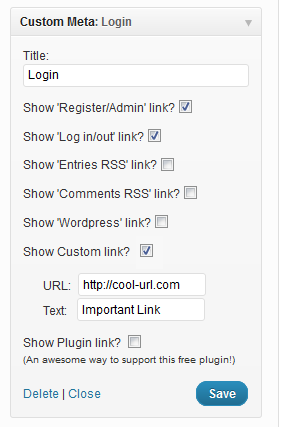 Custom Meta: Login
Title:
Login
Show 'Register/Admin' link?
Show 'Log in/out' link?
Show 'Entries RSS' link?
Show 'Comments RSS' link?
Show 'Wordpress' link?
Show Custom link?
URL: http://cool-url.com
Text: Important Link
Show Plugin link?
(An awesome way to support this free plugin!)
Delete | Close Save